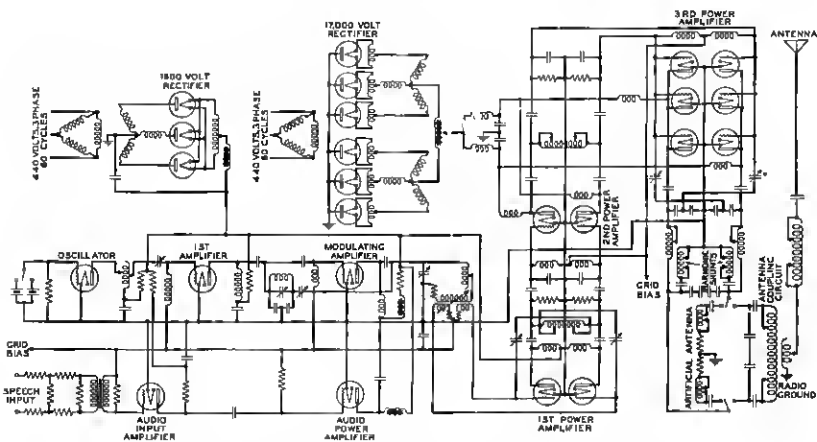 17,000 VOLT
RECTIFIER
3RD POWER
AMPLIFIER
ANTENNA
1600 VOLT
RECTIFIER
440 VOLTS, 3 PHASE
60 CYCLES
440 VOLTS, 3 PHASE
60 CYCLES
2ND POWER
AMPLIFIER
OSCILLATOR
1ST
AMPLIFIER
MODULATING
AMPLIFIER
GRID
BIAS
HARMONIC
SHUNTS
ANTENNA
COUPLING
CIRCUIT
GRID
BIAS
ARTIFICIAL ANTENNA
SPEECH
INPUT
RADIO
GROUND
AUDIO
INPUT
AMPLIFIER
AUDIO
POWER
AMPLIFIER
1ST POWER
AMPLIFIER